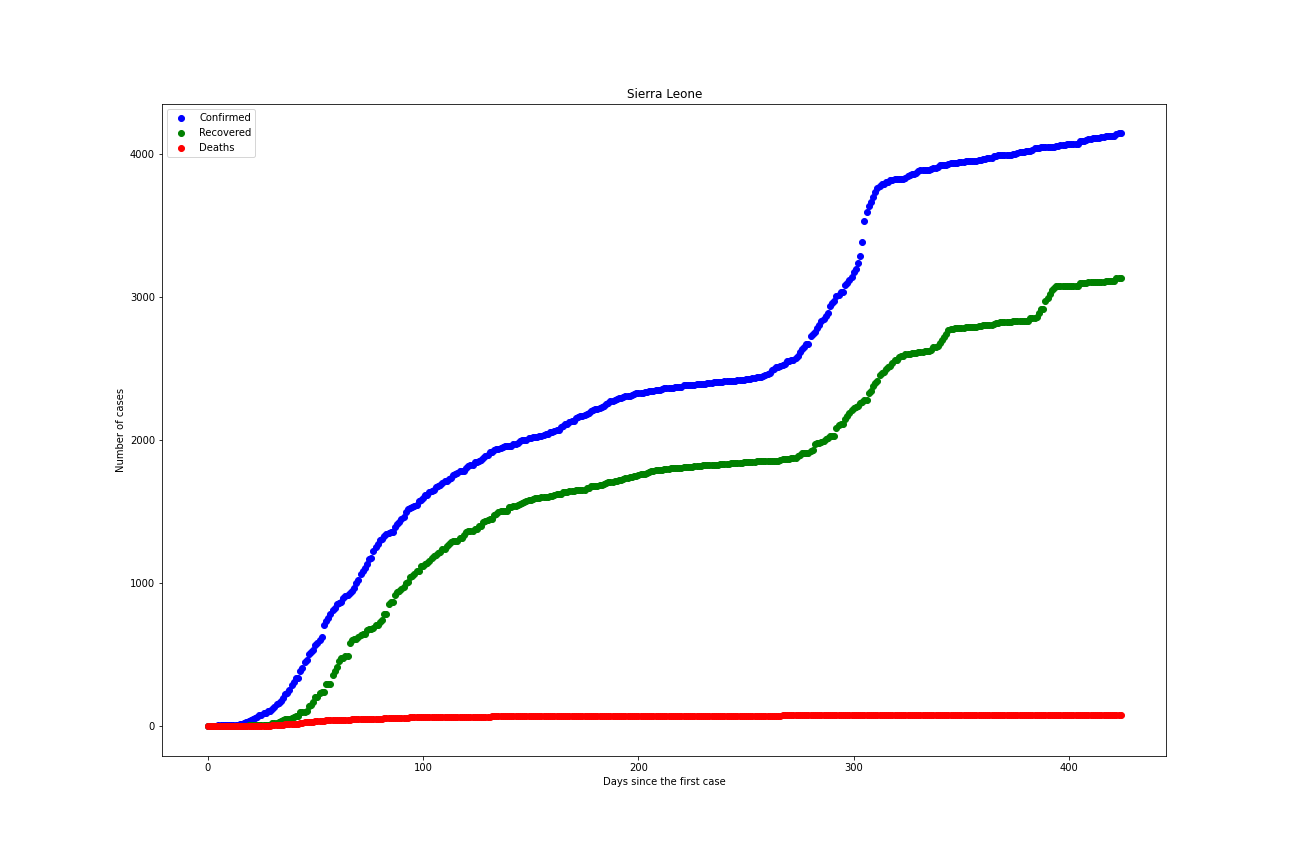 Sierra Leone
Confirmed
Recovered
Deaths
4000
3000
2000
1000
0
Number of cases
0
100
200
300
400
Days since the first case